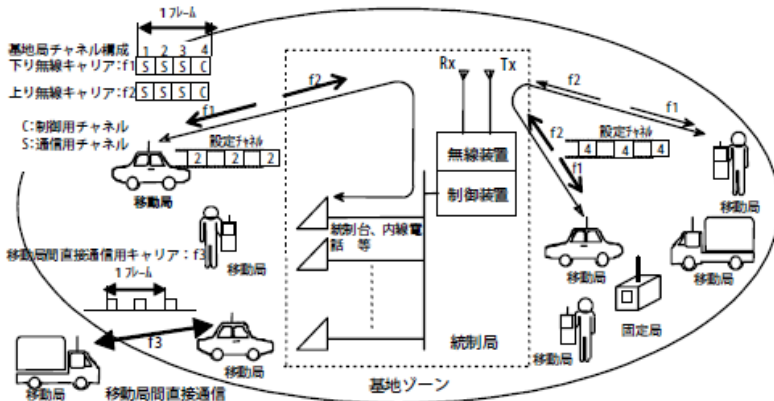 1フレーム
基地局チャネル構成 1 2 3 4
下り無線キャリア:f1 S S S C
上り無線キャリア:f2 S S S C
C:制御用チャネル
S:通信用チャネル
f2
f1
設定チャネル
2 2 2
移動局
移動局
移動局間直接通信用キャリア:f3
1フレーム
f3
移動局
移動局
移動局間直接通信
Rx Tx
無線装置
制御装置
統制台、内線電
話 等
統制局
基地ゾーン
f2
f1
f2
f1
設定チャネル
4 4 4
移動局
移動局
移動局
固定局
移動局